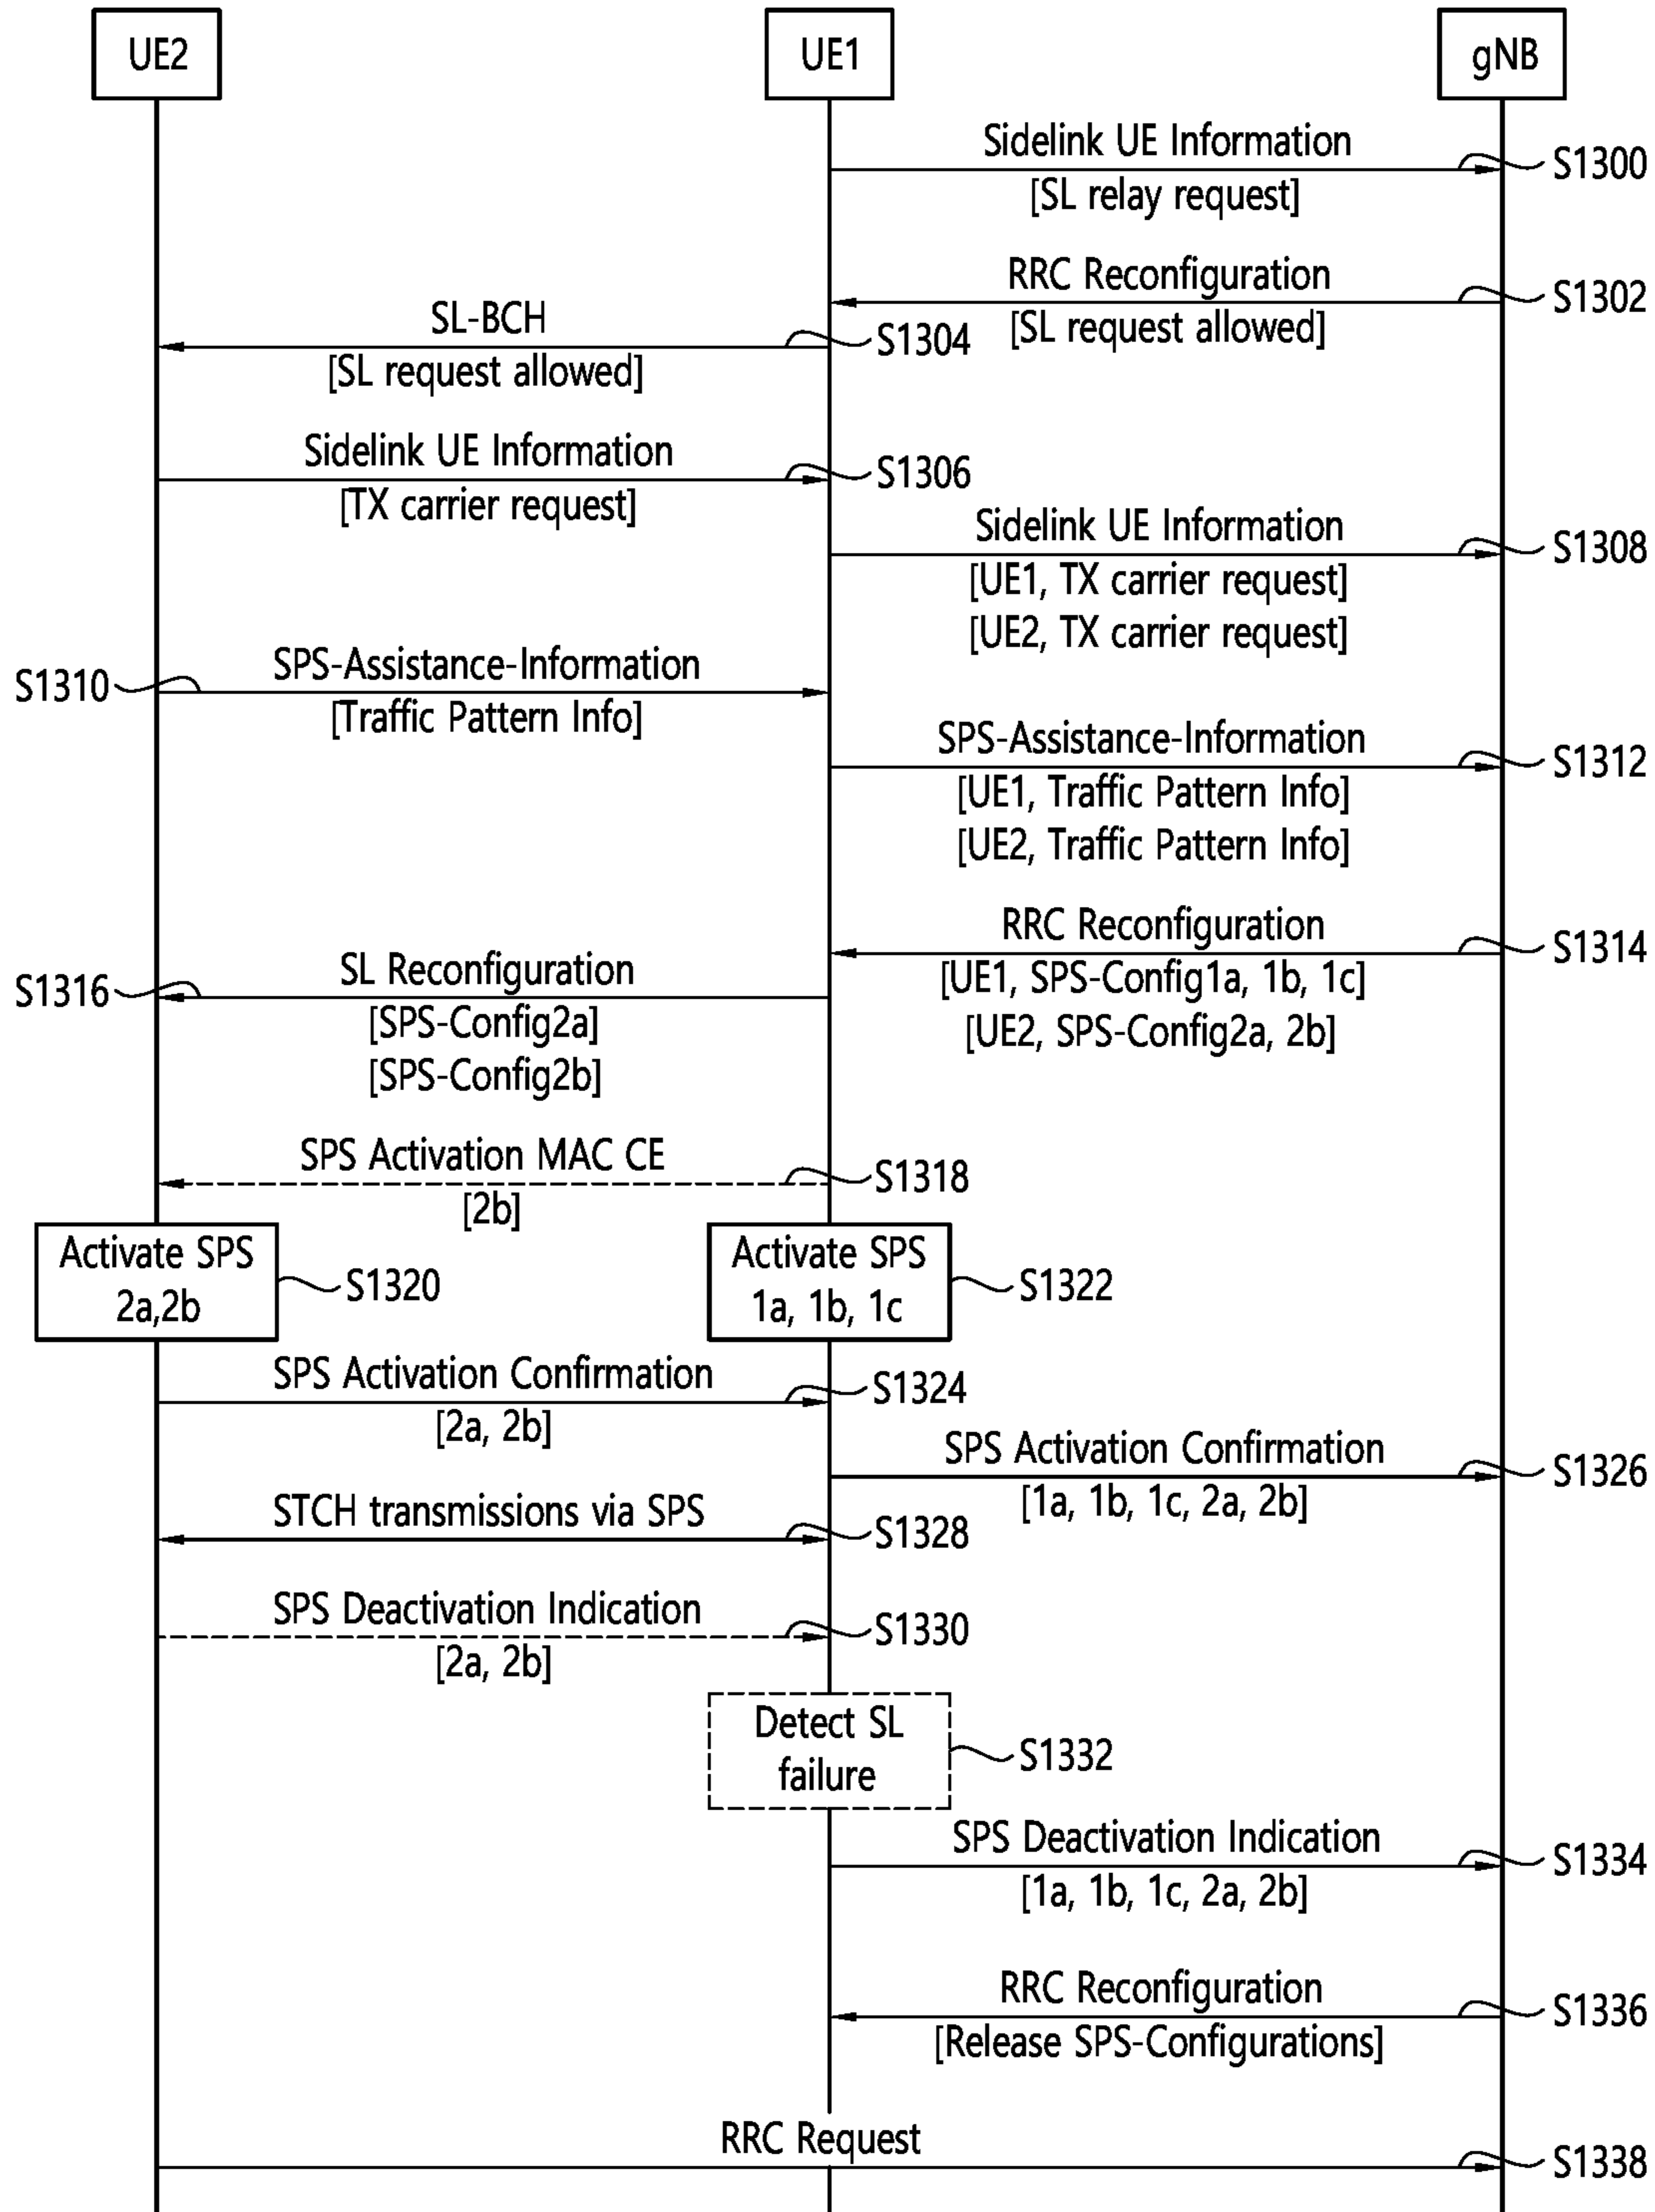 UE2
UE1
gNB
Sidelink UE Information
S1300
[SL relay request]
RRC Reconfiguration
S1302
[SL request allowed]
SL-BCH
S1304
[SL request allowed]
Sidelink UE Information
S1306
[TX carrier request]
Sidelink UE Information
S1308
[UE1, TX carrier request]
[UE2, TX carrier request]
SPS-Assistance-Information
S1310
[Traffic Pattern Info]
SPS-Assistance-Information
S1312
[UE1, Traffic Pattern Info]
[UE2, Traffic Pattern Info]
RRC Reconfiguration
S1314
[UE1, SPS-Config1a, 1b, 1c]
[UE2, SPS-Config2a, 2b]
SL Reconfiguration
S1316
[SPS-Config2a]
[SPS-Config2b]
SPS Activation MAC CE
S1318
[2b]
Activate SPS
2a,2b
S1320
Activate SPS
1a, 1b, 1c
S1322
SPS Activation Confirmation
S1324
[2a, 2b]
SPS Activation Confirmation
S1326
[1a, 1b, 1c, 2a, 2b]
STCH transmissions via SPS
S1328
SPS Deactivation Indication
S1330
[2a, 2b]
Detect SL
failure
S1332
SPS Deactivation Indication
S1334
[1a, 1b, 1c, 2a, 2b]
RRC Reconfiguration
S1336
[Release SPS-Configurations]
RRC Request
S1338